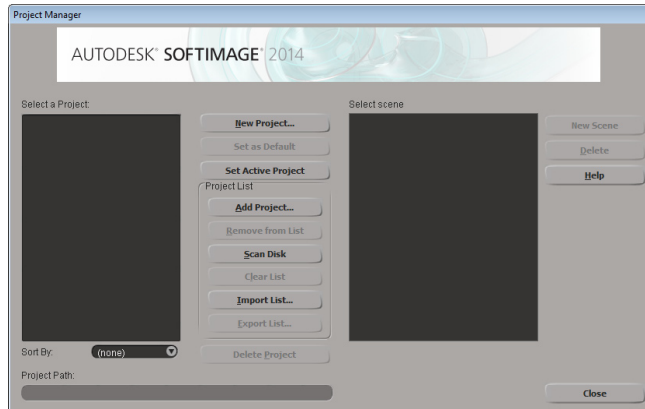 Project Manager
AUTODESK® SOFTIMAGE® 2014
Select a Project:
Select scene
New Project...
New Scene
Set as Default
Delete
Set Active Project
Help
Project List
Add Project...
Remove from List
Scan Disk
Clear List
Import List...
Export List...
Sort By:
(none)
Delete Project
Project Path:
Close